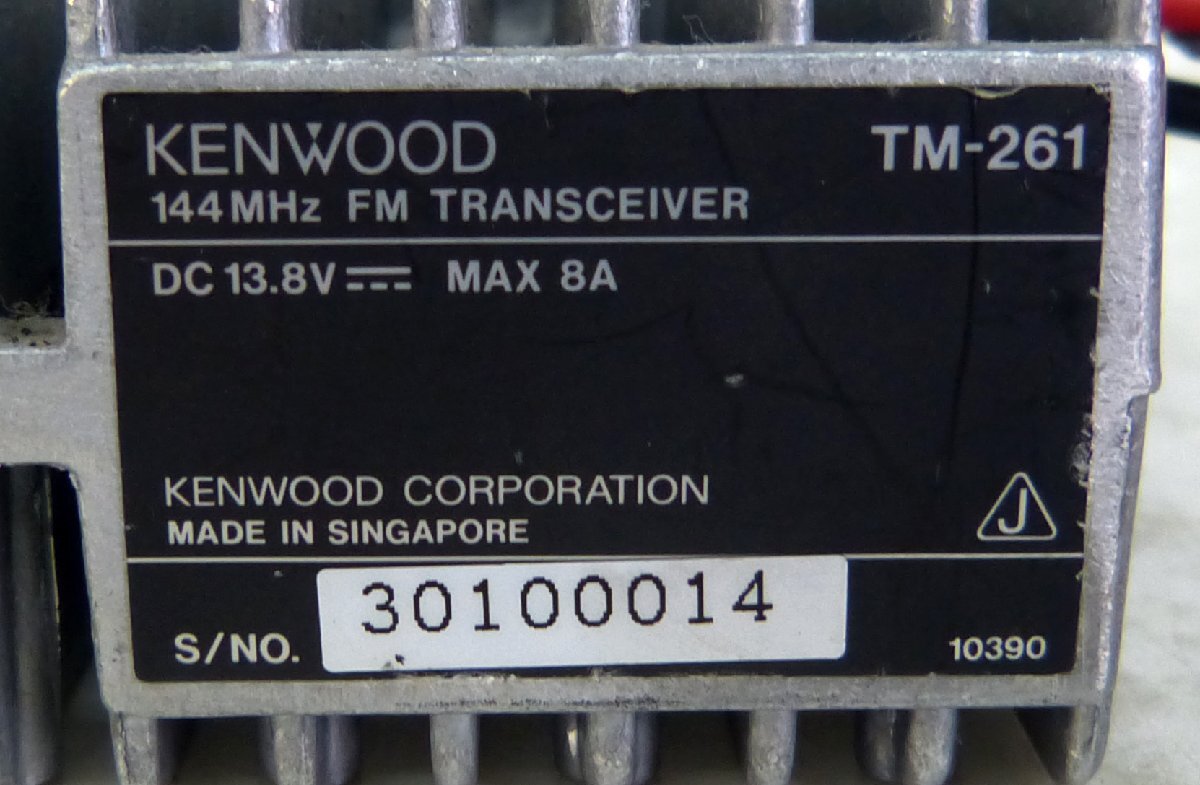 KENWOOD TM-261
144MHz FM TRANSCEIVER
DC 13.8V ⎓ MAX 8A
KENWOOD CORPORATION
MADE IN SINGAPORE
J
S/NO. 30100014 10390